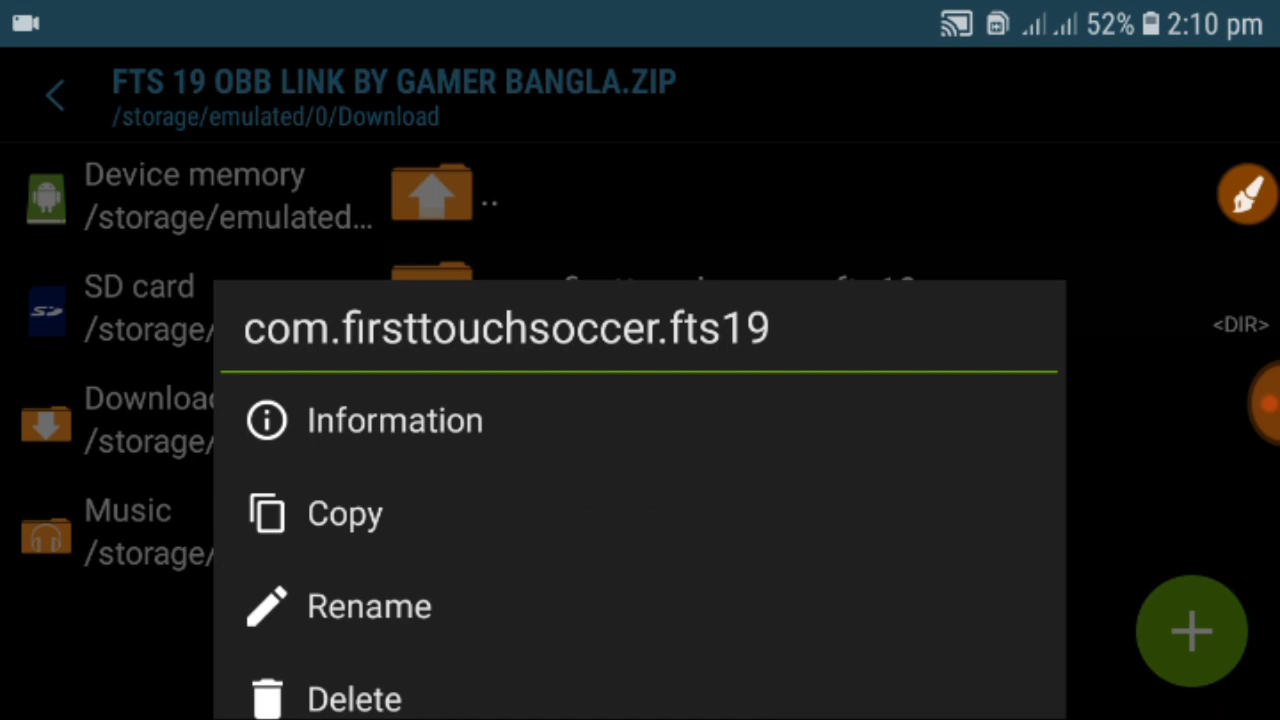 52% 2:10 pm
FTS 19 OBB LINK BY GAMER BANGLA.ZIP
/storage/emulated/0/Download
Device memory
/storage/emulated...
..
SD card
/storage/
<DIR>
Downloa
/storage/
Music
/storage/
com.firsttouchsoccer.fts19
Information
Copy
Rename
Delete